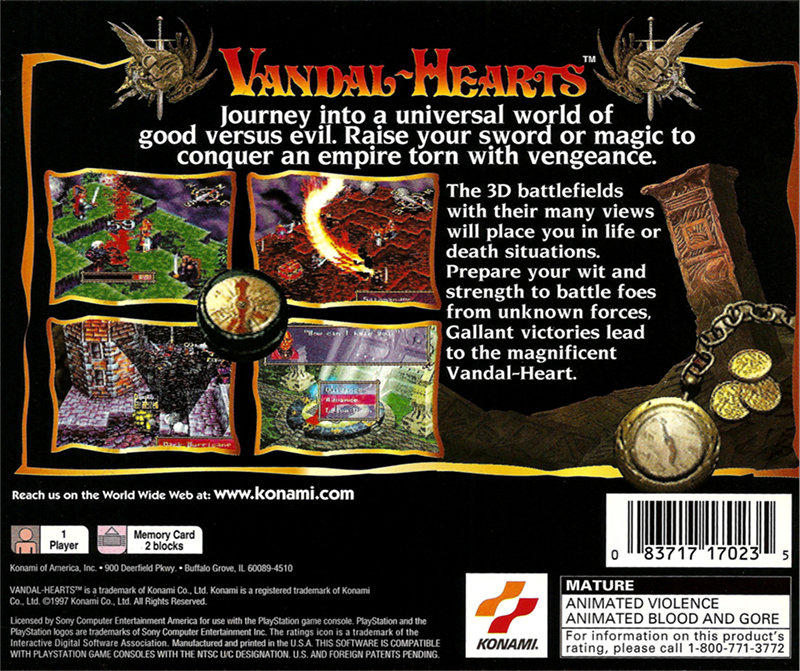 VANDAL-HEARTS™
Journey into a universal world of
good versus evil. Raise your sword or magic to
conquer an empire torn with vengeance.
The 3D battlefields
with their many views
will place you in life or
death situations.
Prepare your wit and
strength to battle foes
from unknown forces,
Gallant victories lead
to the magnificent
Vandal-Heart.
59
"How can I help you?"
Advance
Dark Hurricane
Reach us on the World Wide Web at: www.konami.com
1
Player
Memory Card
2 blocks
Konami of America, Inc. • 900 Deerfield Pkwy. • Buffalo Grove, IL 60089-4510
VANDAL-HEARTS™ is a trademark of Konami Co., Ltd. Konami is a registered trademark of Konami
Co., Ltd. ©1997 Konami Co., Ltd. All Rights Reserved.
Licensed by Sony Computer Entertainment America for use with the PlayStation game console. PlayStation and the
PlayStation logos are trademarks of Sony Computer Entertainment Inc. The ratings icon is a trademark of the
Interactive Digital Software Association. Manufactured and printed in the U.S.A. THIS SOFTWARE IS COMPATIBLE
WITH PLAYSTATION GAME CONSOLES WITH THE NTSC U/C DESIGNATION. U.S. AND FOREIGN PATENTS PENDING.
0 83717 17023 5
KONAMI.
MATURE
ANIMATED VIOLENCE
ANIMATED BLOOD AND GORE
For information on this product's
rating, please call 1-800-771-3772